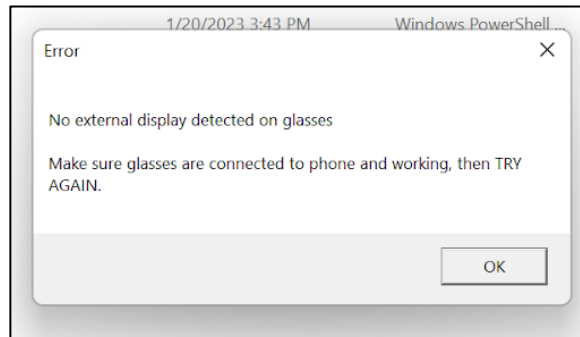 1/20/2023 3:43 PM Windows PowerShell ...
Error
No external display detected on glasses
Make sure glasses are connected to phone and working, then TRY
AGAIN.
OK